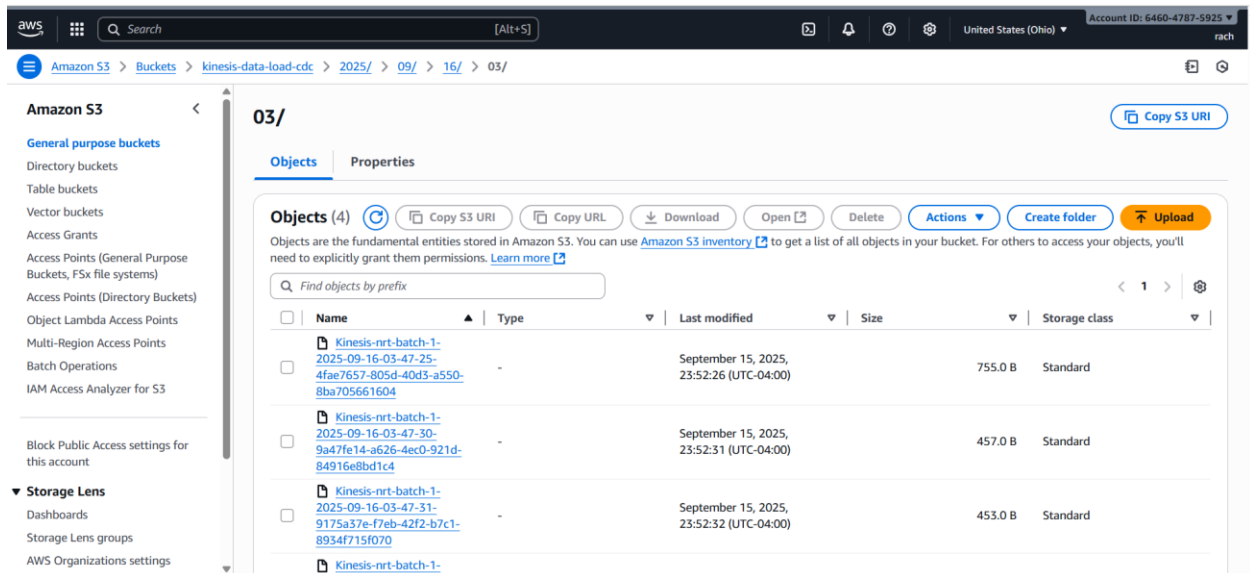 aws
Search [Alt+S]
United States (Ohio) ▼
Account ID: 6460-4787-5925 ▼
rach
Amazon S3 > Buckets > kinesis-data-load-cdc > 2025/ > 09/ > 16/ > 03/
Amazon S3
General purpose buckets
Directory buckets
Table buckets
Vector buckets
Access Grants
Access Points (General Purpose
Buckets, FSx file systems)
Access Points (Directory Buckets)
Object Lambda Access Points
Multi-Region Access Points
Batch Operations
IAM Access Analyzer for S3
Block Public Access settings for
this account
Storage Lens
Dashboards
Storage Lens groups
AWS Organizations settings
03/
Copy S3 URI
Objects
Properties
Objects (4)
Copy S3 URI
Copy URL
Download
Open
Delete
Actions
Create folder
Upload
Objects are the fundamental entities stored in Amazon S3. You can use Amazon S3 inventory to get a list of all objects in your bucket. For others to access your objects, you'll
need to explicitly grant them permissions. Learn more
Find objects by prefix
< 1 >
Name Type Last modified Size Storage class
Kinesis-nrt-batch-1-
2025-09-16-03-47-25-
4fae7657-805d-40d3-a550-
8ba705661604
-
September 15, 2025,
23:52:26 (UTC-04:00)
755.0 B
Standard
Kinesis-nrt-batch-1-
2025-09-16-03-47-30-
9a47fe14-a626-4ec0-921d-
84916e8bd1c4
-
September 15, 2025,
23:52:31 (UTC-04:00)
457.0 B
Standard
Kinesis-nrt-batch-1-
2025-09-16-03-47-31-
9175a37e-f7eb-42f2-b7c1-
8934f715f070
-
September 15, 2025,
23:52:32 (UTC-04:00)
453.0 B
Standard
Kinesis-nrt-batch-1-